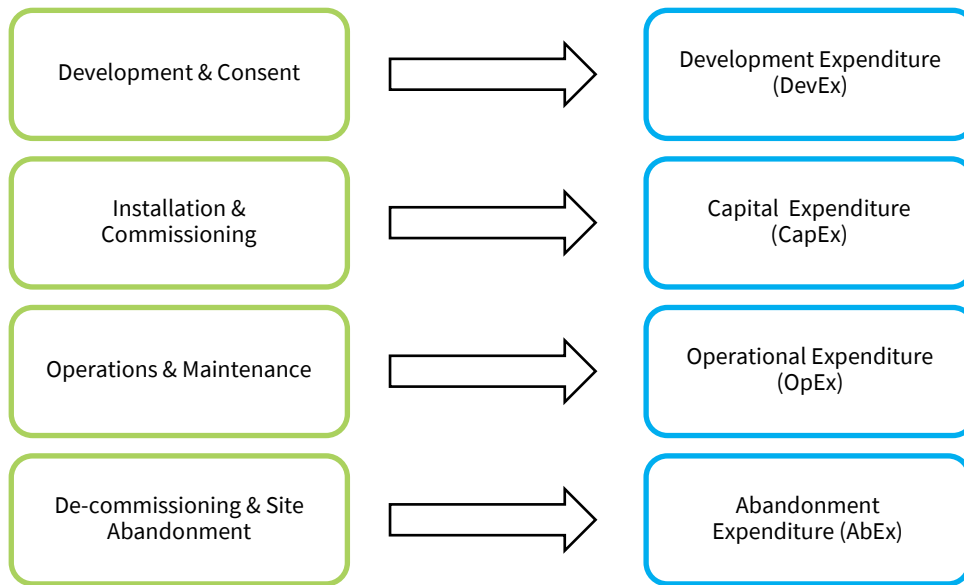 Development & Consent
Development Expenditure
(DevEx)
Installation &
Commissioning
Capital  Expenditure
(CapEx)
Operations & Maintenance
Operational Expenditure
(OpEx)
De-commissioning & Site
Abandonment
Abandonment
Expenditure (AbEx)